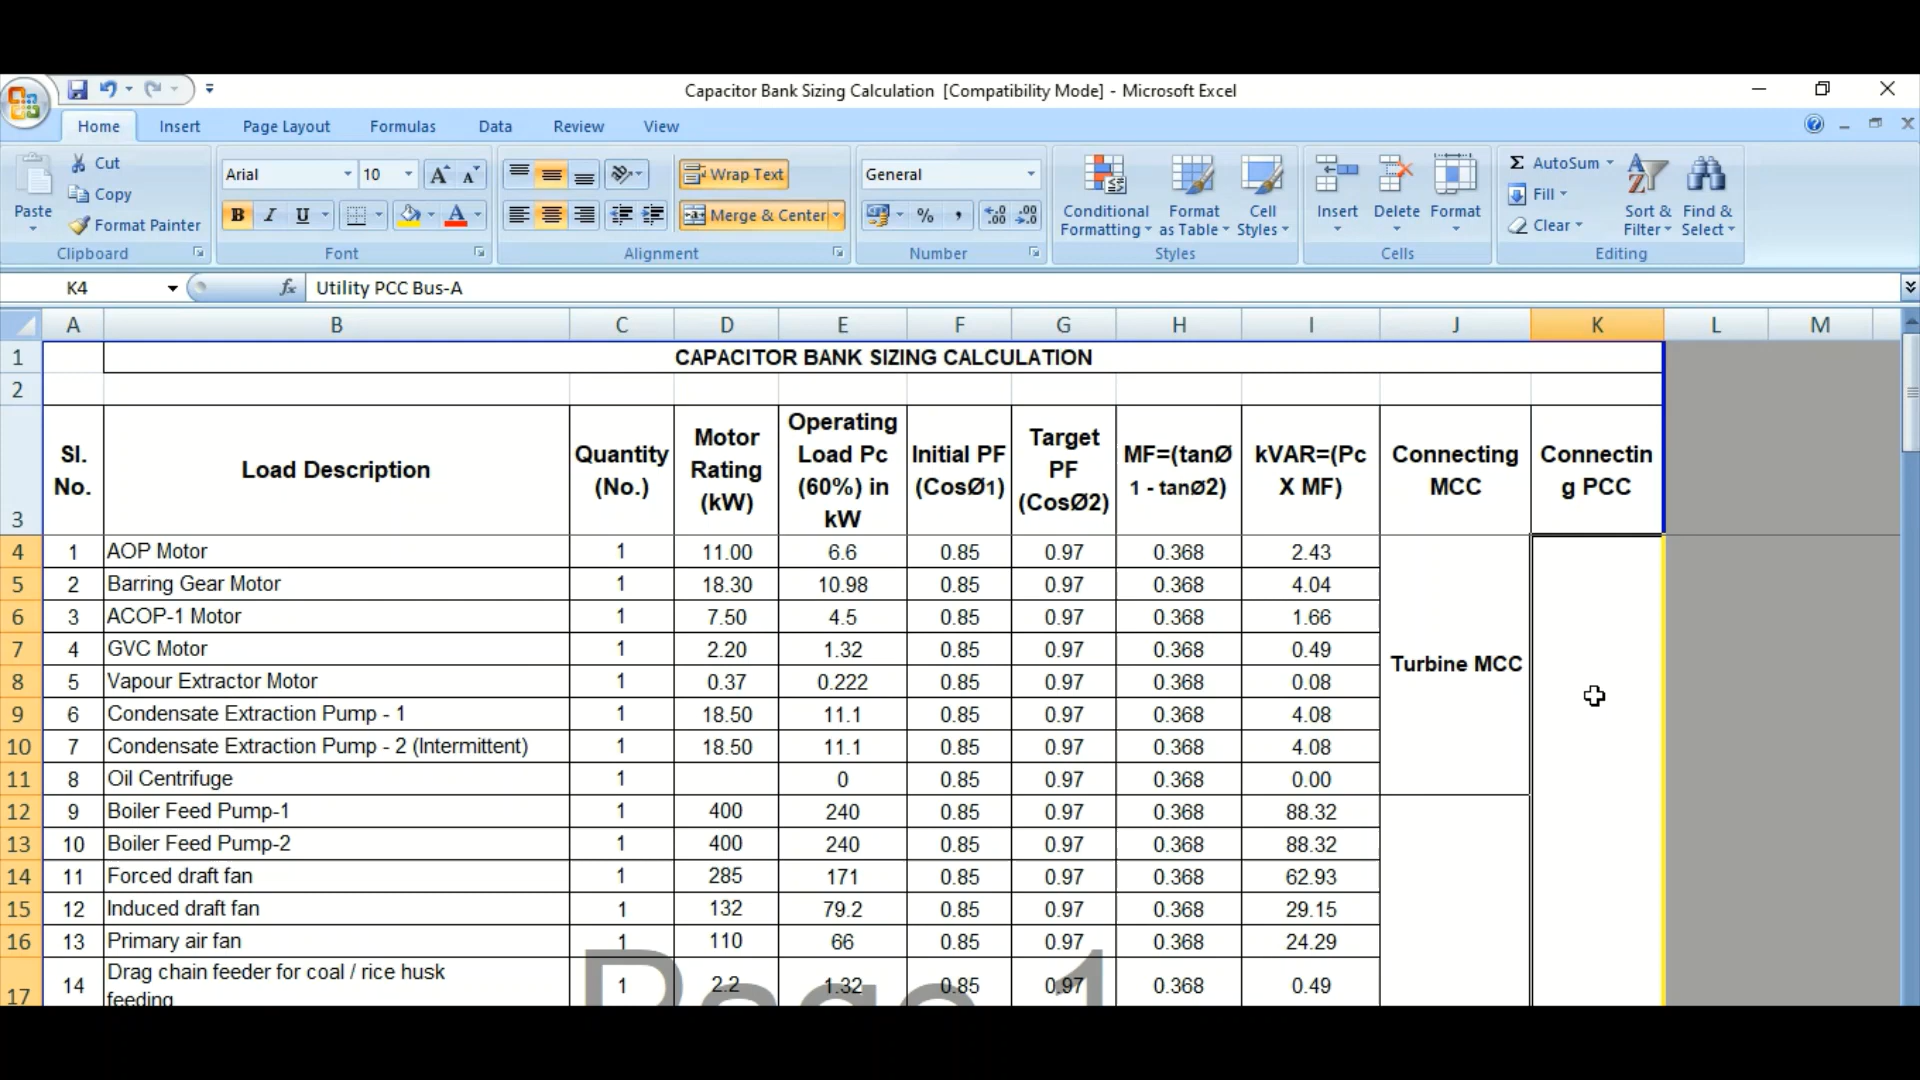 Capacitor Bank Sizing Calculation [Compatibility Mode] - Microsoft Excel
Home Insert Page Layout Formulas Data Review View
Paste
Cut
Copy
Format Painter
Clipboard
Arial 10 A A
B I U A
Font
Wrap Text
Merge & Center
Alignment
General
% , .0 .00 .00 .0
Number
Conditional Formatting
Format as Table
Cell Styles
Styles
Insert Delete Format
Cells
Σ AutoSum
Fill
Clear
Sort & Filter
Find & Select
Editing
K4 fx Utility PCC Bus-A
A B C D E F G H I J K L M
1 CAPACITOR BANK SIZING CALCULATION
2
3 Sl. No. Load Description Quantity (No.) Motor Rating (kW) Operating Load Pc (60%) in kW Initial PF (CosØ1) Target PF (CosØ2) MF=(tanØ 1 - tanØ2) kVAR=(Pc X MF) Connecting MCC Connectin g PCC
4 1 AOP Motor 1 11.00 6.6 0.85 0.97 0.368 2.43
5 2 Barring Gear Motor 1 18.30 10.98 0.85 0.97 0.368 4.04
6 3 ACOP-1 Motor 1 7.50 4.5 0.85 0.97 0.368 1.66
7 4 GVC Motor 1 2.20 1.32 0.85 0.97 0.368 0.49
Turbine MCC
8 5 Vapour Extractor Motor 1 0.37 0.222 0.85 0.97 0.368 0.08
9 6 Condensate Extraction Pump - 1 1 18.50 11.1 0.85 0.97 0.368 4.08
10 7 Condensate Extraction Pump - 2 (Intermittent) 1 18.50 11.1 0.85 0.97 0.368 4.08
11 8 Oil Centrifuge 1 0 0.85 0.97 0.368 0.00
12 9 Boiler Feed Pump-1 1 400 240 0.85 0.97 0.368 88.32
13 10 Boiler Feed Pump-2 1 400 240 0.85 0.97 0.368 88.32
14 11 Forced draft fan 1 285 171 0.85 0.97 0.368 62.93
15 12 Induced draft fan 1 132 79.2 0.85 0.97 0.368 29.15
16 13 Primary air fan 1 110 66 0.85 0.97 0.368 24.29
17 14 Drag chain feeder for coal / rice husk feeding 1 2.2 1.32 0.85 0.97 0.368 0.49
Page 1